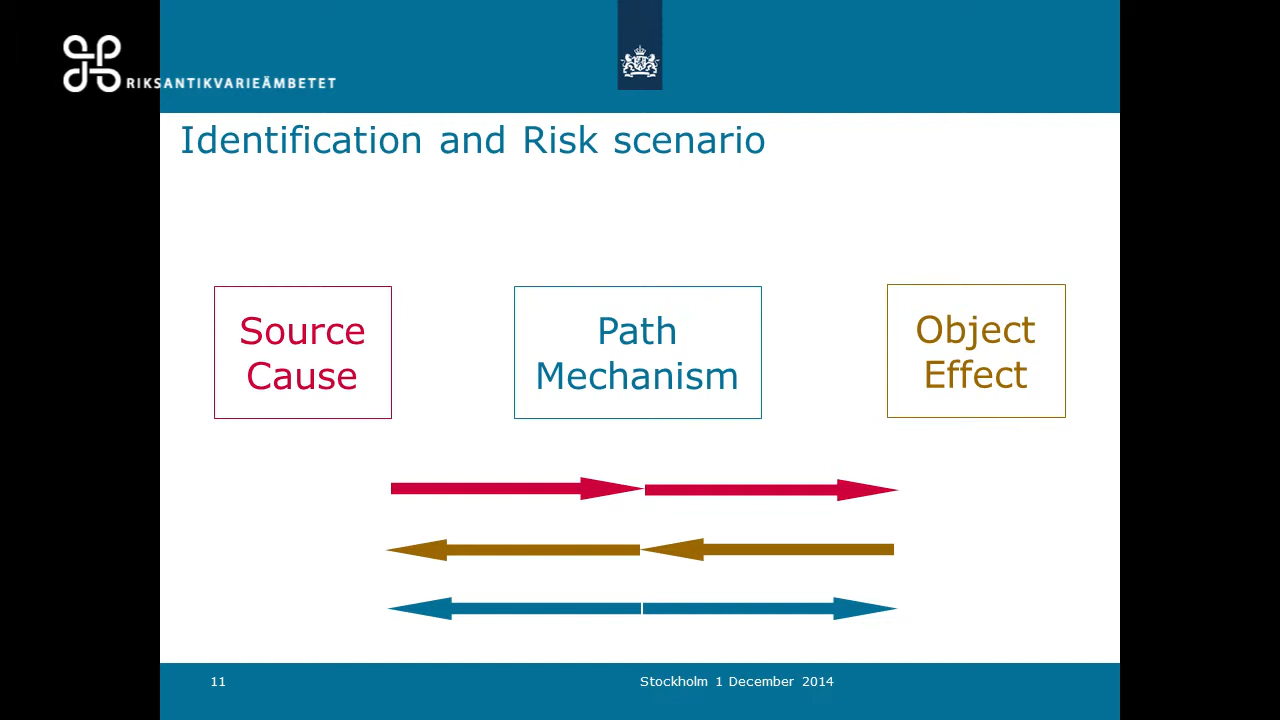 RIKSANTIKVARIEÄMBETET
Identification and Risk scenario
Source
Cause
Path
Mechanism
Object
Effect
11
Stockholm 1 December 2014